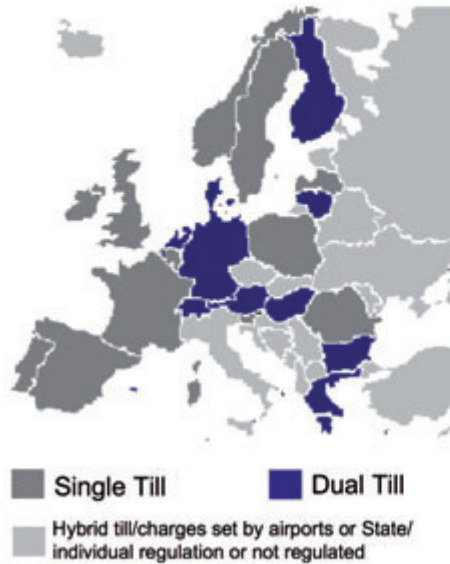 Single Till
Dual Till
Hybrid till/charges set by airports or State/
individual regulation or not regulated